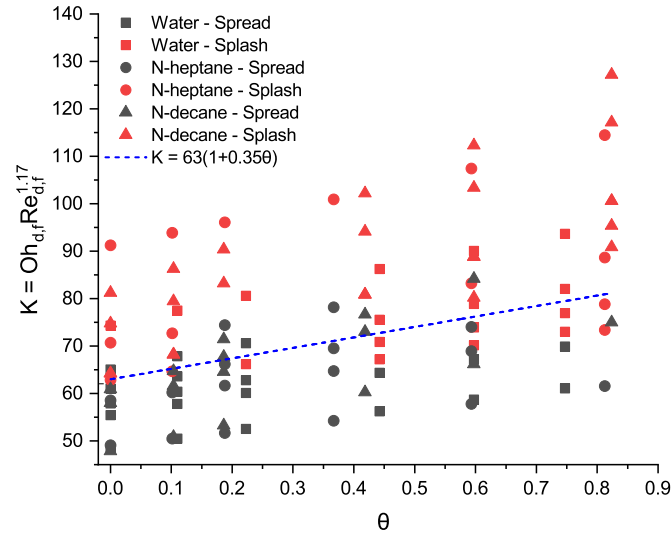 140
130
120
110
100
90
80
70
60
50
0.0
0.1
0.2
0.3
0.4
0.5
0.6
0.7
0.8
0.9
θ
K = Oh_{d,f}Re_{d,f}^{1.17}
Water - Spread
Water - Splash
N-heptane - Spread
N-heptane - Splash
N-decane - Spread
N-decane - Splash
K = 63(1+0.35θ)